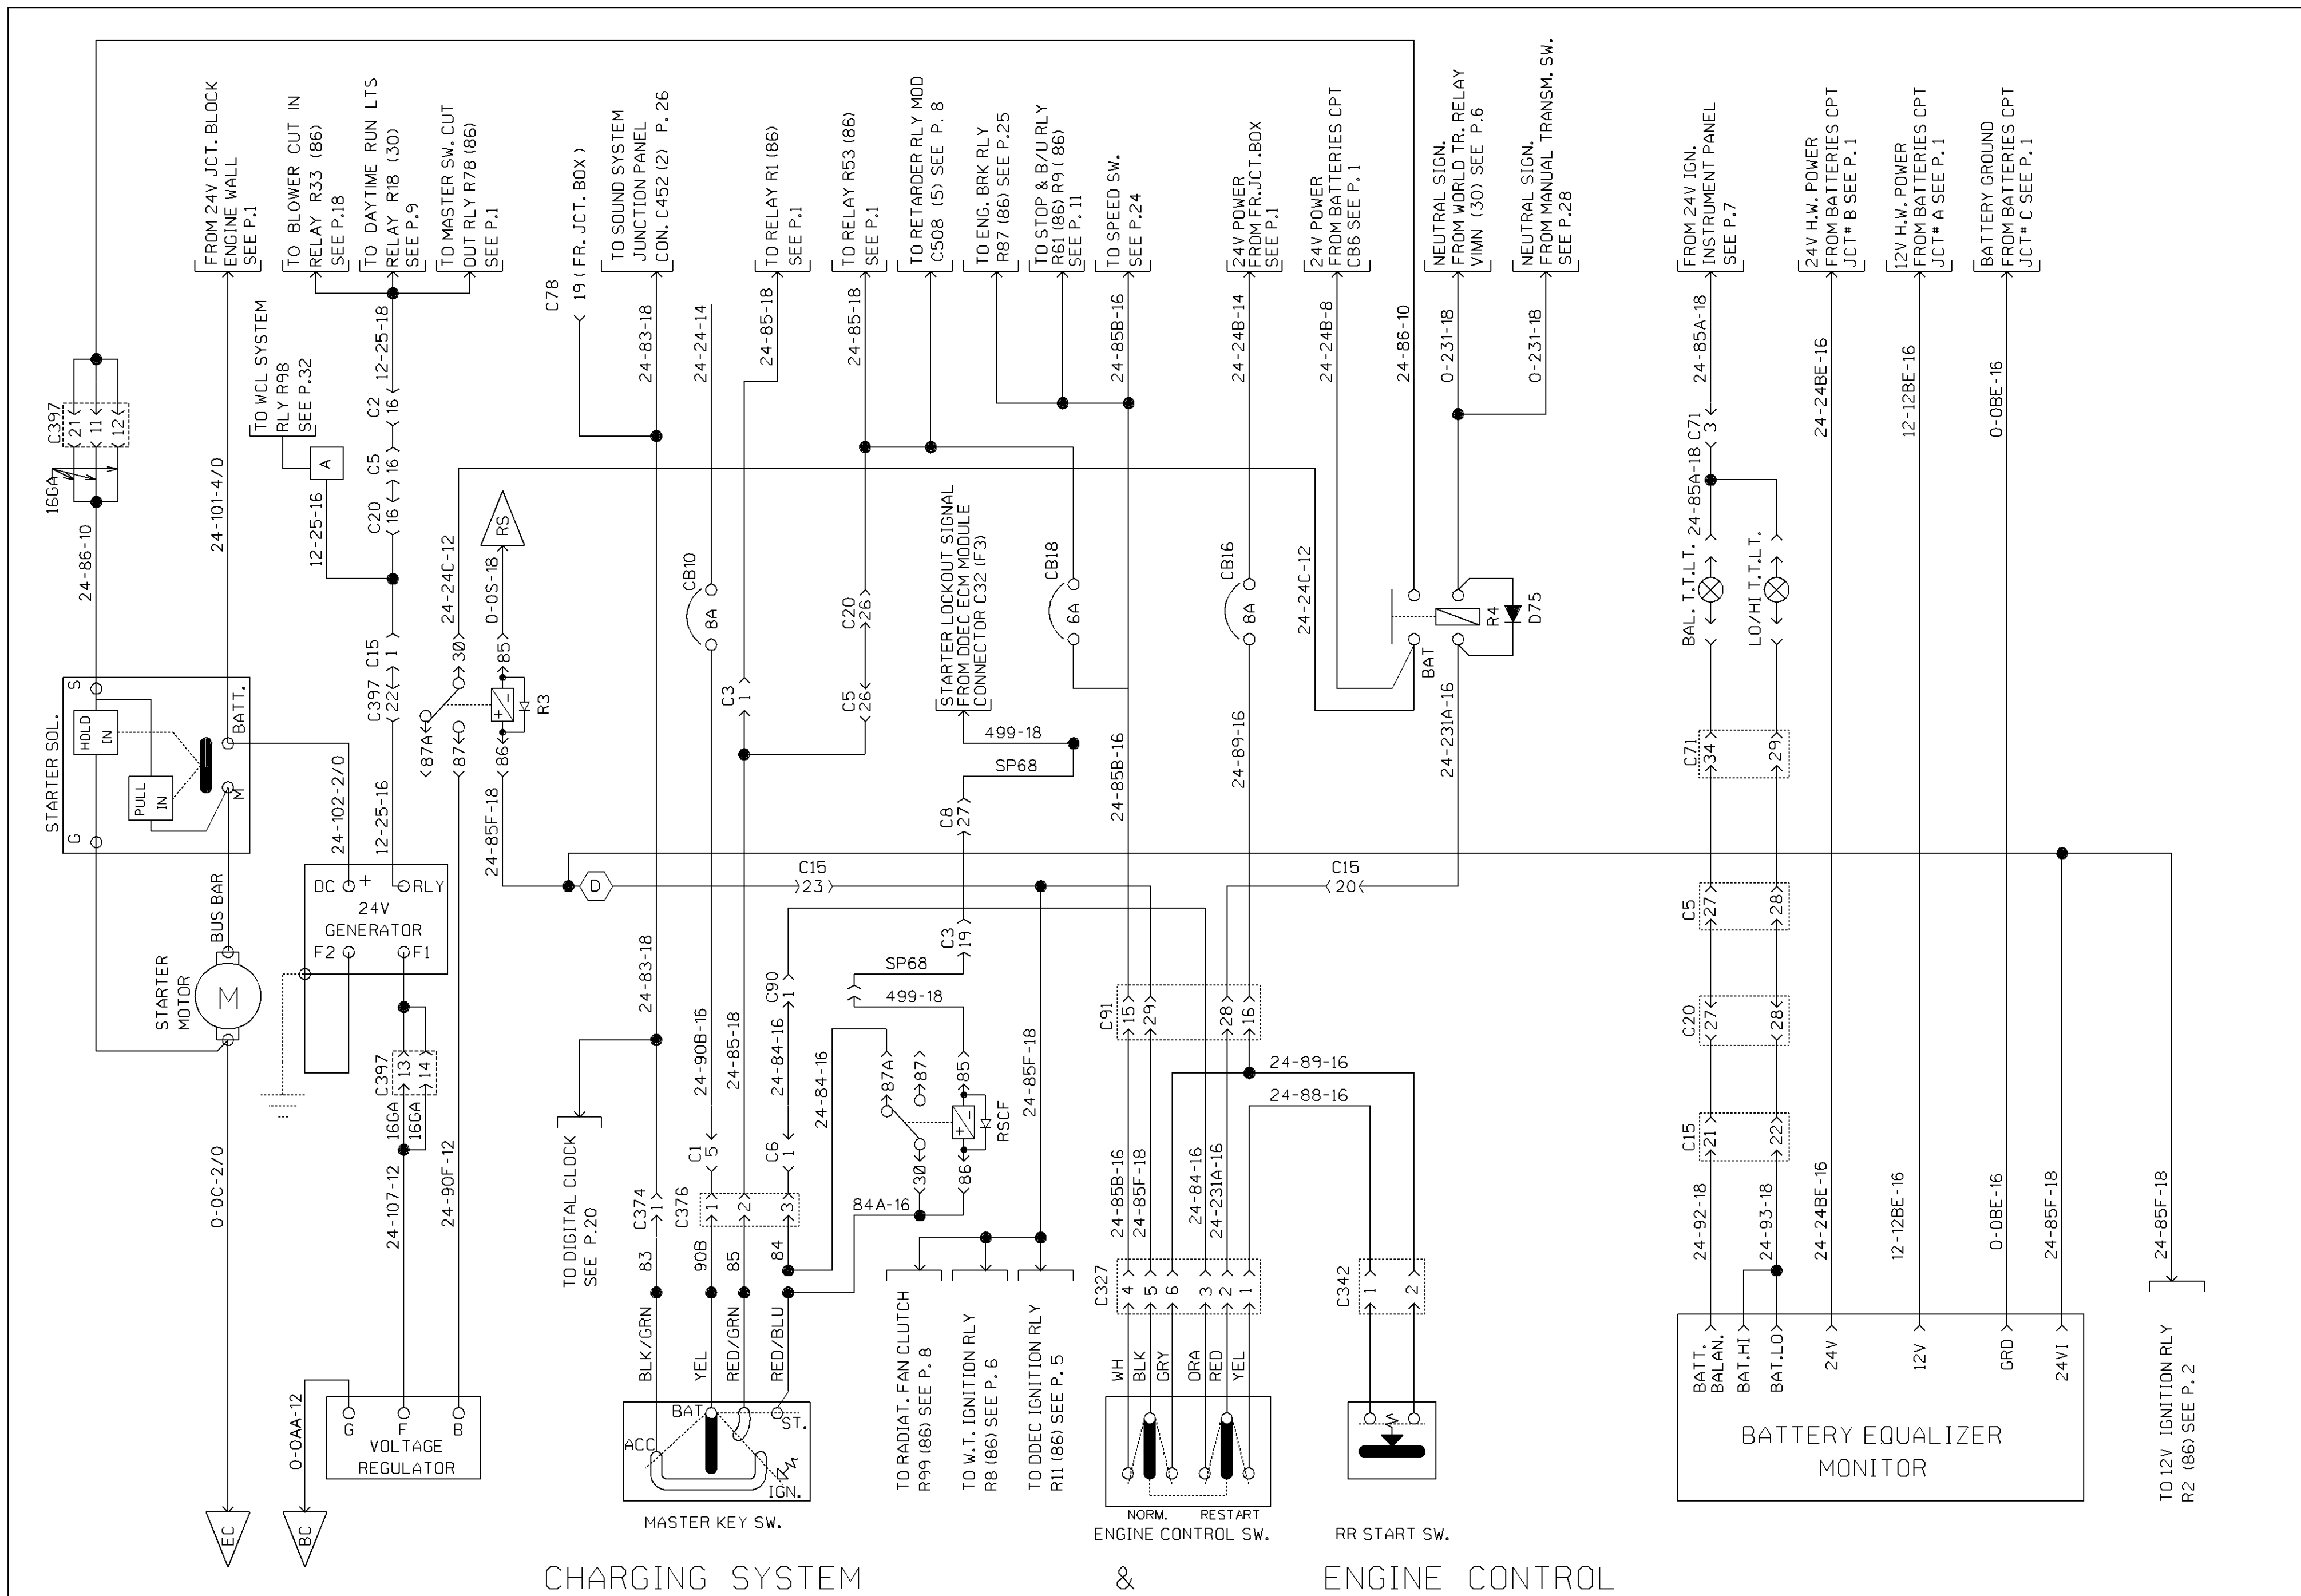 FROM 24V JCT. BLOCK
ENGINE WALL
SEE P.1
TO BLOWER CUT IN
RELAY R33 (86)
SEE P.18
TO DAYTIME RUN LTS
RELAY R18 (30)
SEE P.9
TO MASTER SW. CUT
OUT RLY R78 (86)
SEE P.1
C78
19 ( FR. JCT. BOX )
TO SOUND SYSTEM
JUNCTION PANEL
CON. C452 (2) P. 26
TO RELAY R1 (86)
SEE P.1
TO RELAY R53 (86)
SEE P.1
TO RETARDER RLY MOD
C508 (5) SEE P. 8
TO ENG. BRK RLY
R87 (86) SEE P.25
TO STOP & B/U RLY
R61 (86) R9 ( 86)
SEE P. 11
TO SPEED SW.
SEE P.24
24V POWER
FROM FR.JCT.BOX
SEE P.1
24V POWER
FROM BATTERIES CPT
CB6 SEE P. 1
NEUTRAL SIGN.
FROM WORLD TR. RELAY
VIMN (30) SEE P.6
NEUTRAL SIGN.
FROM MANUAL TRANSM. SW.
SEE P.28
FROM 24V IGN.
INSTRUMENT PANEL
SEE P.7
24V H.W. POWER
FROM BATTERIES CPT
JCT# B SEE P. 1
12V H.W. POWER
FROM BATTERIES CPT
JCT# A SEE P. 1
BATTERY GROUND
FROM BATTERIES CPT
JCT# C SEE P. 1
C397
21
11
12
16GA
24-86-10
24-101-4/0
TO WCL SYSTEM
RLY R98
SEE P.32
A
12-25-16
12-25-18
C2
16
C5
16
C20
16
24-24C-12
0-0S-18
RS
24-83-18
24-24-14
24-85-18
24-85-18
24-85B-16
24-24B-14
24-24B-8
24-86-10
0-231-18
0-231-18
24-85A-18
C71
3
24-85A-18
24-24BE-16
12-12BE-16
0-0BE-16
STARTER SOL.
S
HOLD
IN
PULL
IN
G
M
BATT.
24-102-2/0
C397
22
C15
1
12-25-16
30
87A
87
85
86
R3
24-85F-18
CB10
8A
C3
1
C20
26
C5
26
STARTER LOCKOUT SIGNAL
FROM DDEC ECM MODULE
CONNECTOR C32 (F3)
499-18
SP68
C8
27
CB18
6A
24-85B-16
CB16
8A
24-89-16
24-24C-12
BAT
R4
D75
24-231A-16
BAL. T.T.LT.
LO/HI T.T.LT.
C71
34
29
BUS BAR
STARTER
MOTOR
M
DC +
RLY
24V
GENERATOR
F2
F1
D
C15
23
C15
20
C3
19
SP68
499-18
24-83-18
24-90B-16
24-85-18
C90
1
24-84-16
24-84-16
C91
15
29
28
16
C5
27
28
C20
27
28
C15
21
22
C397
13
14
16GA
16GA
24-107-12
24-90F-12
0-0C-2/0
TO DIGITAL CLOCK
SEE P.20
C1
5
C6
1
C374
1
C376
1
2
3
87A
87
85
30
86
RSCF
84A-16
24-85F-18
24-89-16
24-88-16
24-85B-16
24-85F-18
24-84-16
24-231A-16
24-92-18
24-93-18
24-24BE-16
12-12BE-16
0-0BE-16
24-85F-18
24-85F-18
83
90B
85
84
BLK/GRN
YEL
RED/GRN
RED/BLU
TO RADIAT. FAN CLUTCH
R99 (86) SEE P. 8
TO W.T. IGNITION RLY
R8 (86) SEE P. 6
TO DDEC IGNITION RLY
R11 (86) SEE P. 5
C327
4
5
6
3
2
1
C342
1
2
WH
BLK
GRY
ORA
RED
YEL
0-0AA-12
G
F
B
VOLTAGE
REGULATOR
BAT
ACC
ST.
IGN.
MASTER KEY SW.
NORM.
RESTART
ENGINE CONTROL SW.
RR START SW.
BATT.
BALAN.
BAT.HI
BAT.LO
24V
12V
GRD
24VI
BATTERY EQUALIZER
MONITOR
TO 12V IGNITION RLY
R2 (86) SEE P. 2
EC
BC
CHARGING SYSTEM & ENGINE CONTROL